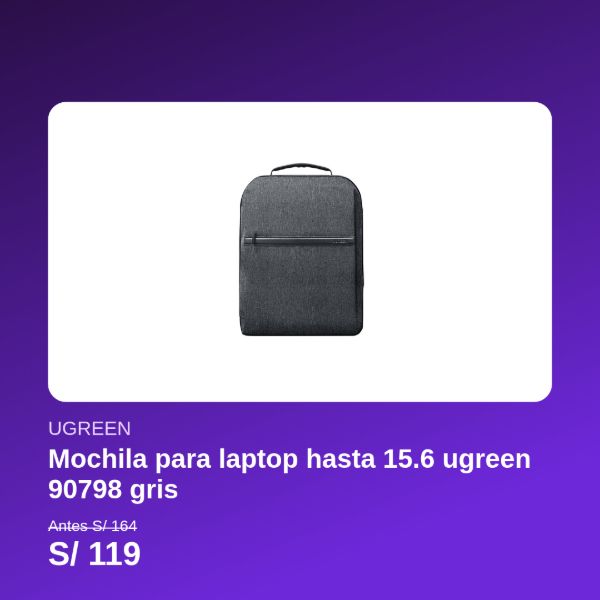 UGREEN
Mochila para laptop hasta 15.6 ugreen
90798 gris
Antes S/ 164
S/ 119